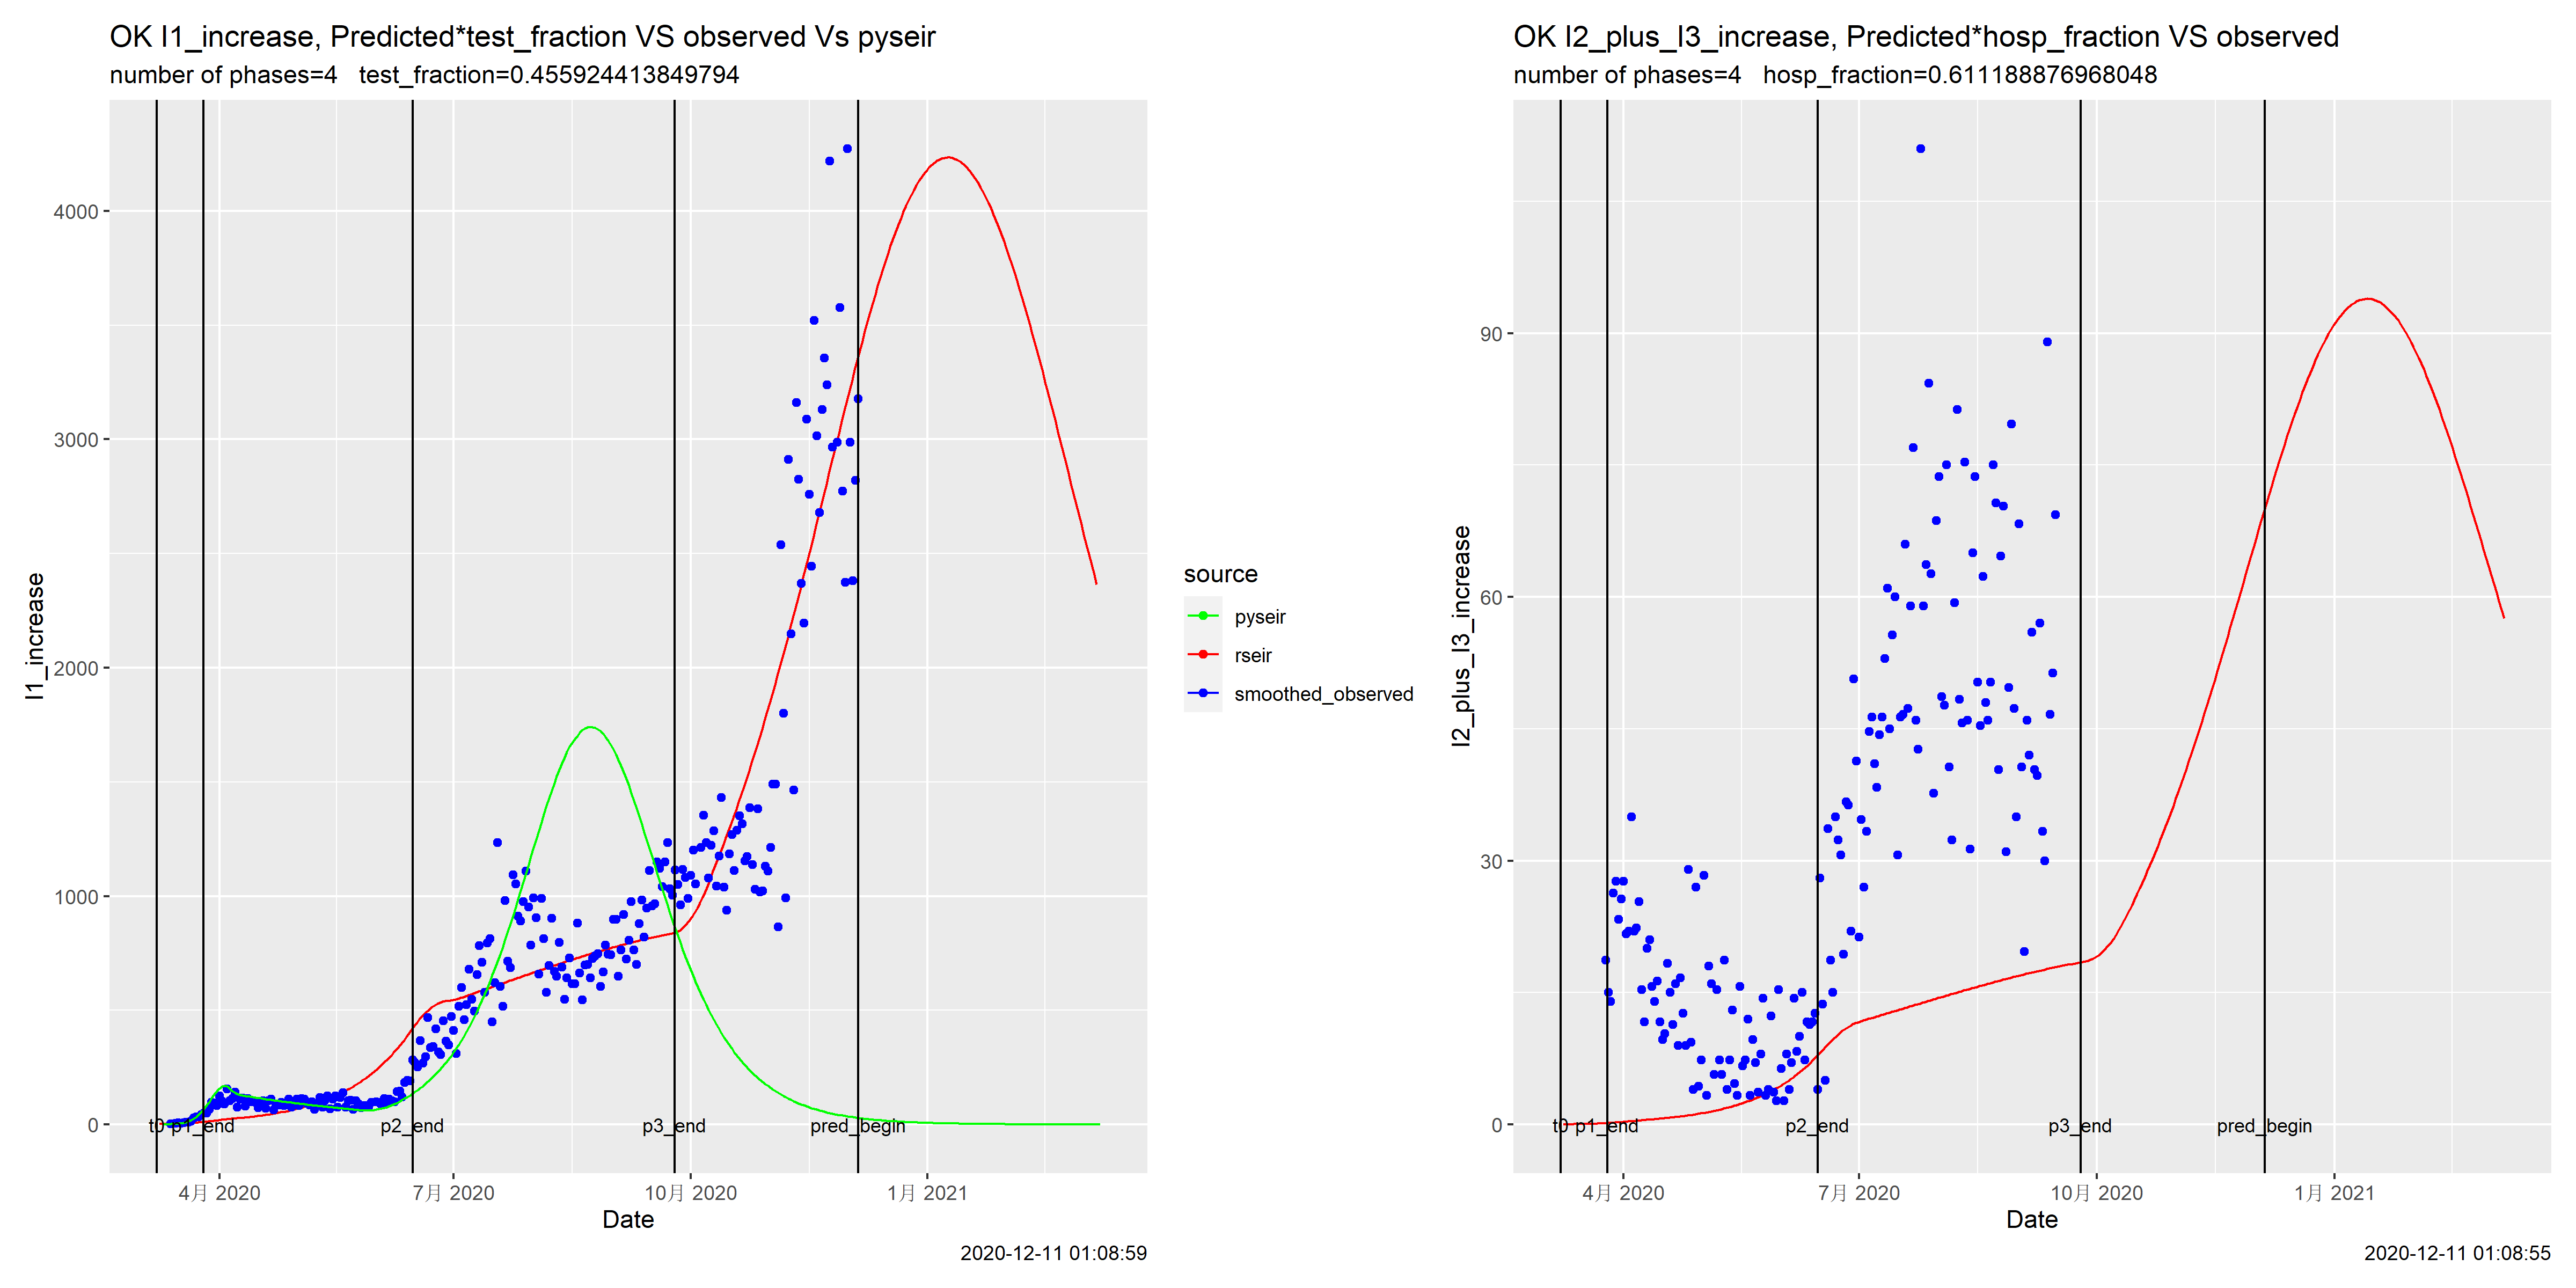 OK I1_increase, Predicted*test_fraction VS observed Vs pyseir
number of phases=4   test_fraction=0.455924413849794
I1_increase
4000
3000
2000
1000
0
t0 p1_end
p2_end
p3_end
pred_begin
4月 2020
7月 2020
10月 2020
1月 2021
Date
2020-12-11 01:08:59
source
pyseir
rseir
smoothed_observed
OK I2_plus_I3_increase, Predicted*hosp_fraction VS observed
number of phases=4   hosp_fraction=0.611188876968048
I2_plus_I3_increase
90
60
30
0
t0 p1_end
p2_end
p3_end
pred_begin
4月 2020
7月 2020
10月 2020
1月 2021
Date
2020-12-11 01:08:55